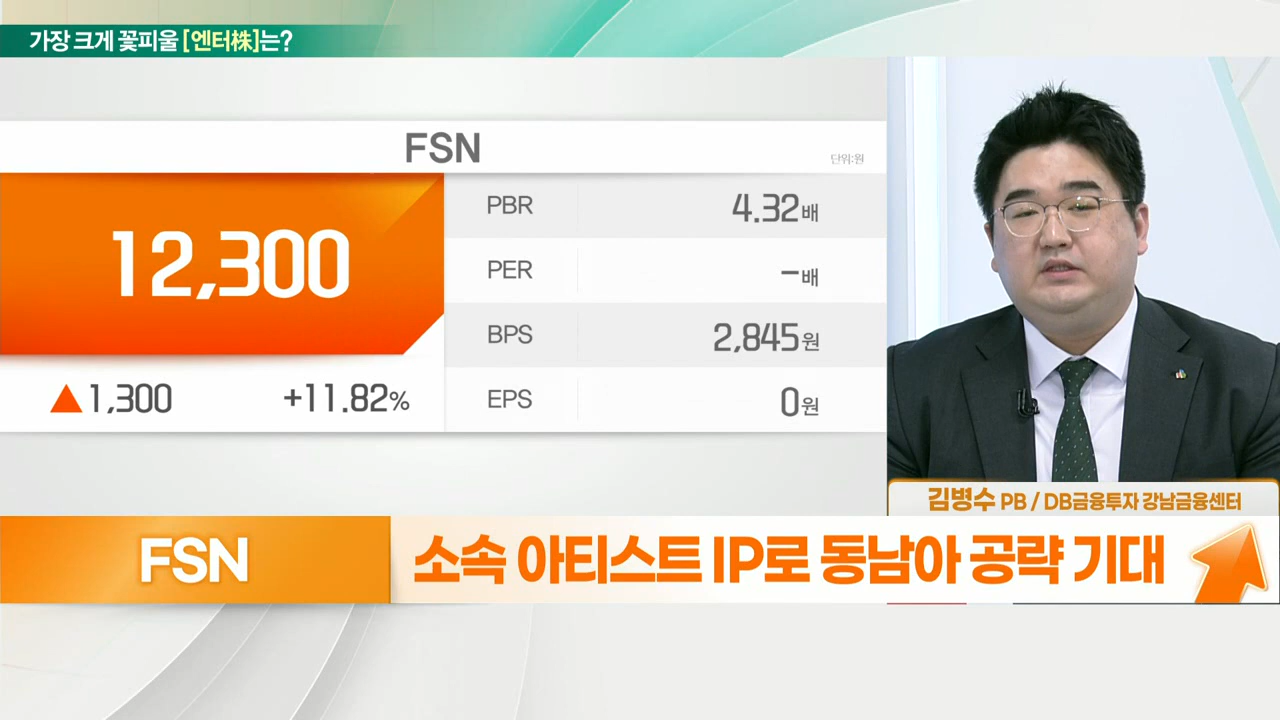 가장 크게 꽃피울 [엔터株]는?
FSN
단위:원
12,300
▲1,300 +11.82%
PBR 4.32배
PER -배
BPS 2,845원
EPS 0원
김병수 PB / DB금융투자 강남금융센터
FSN
소속 아티스트 IP로 동남아 공략 기대